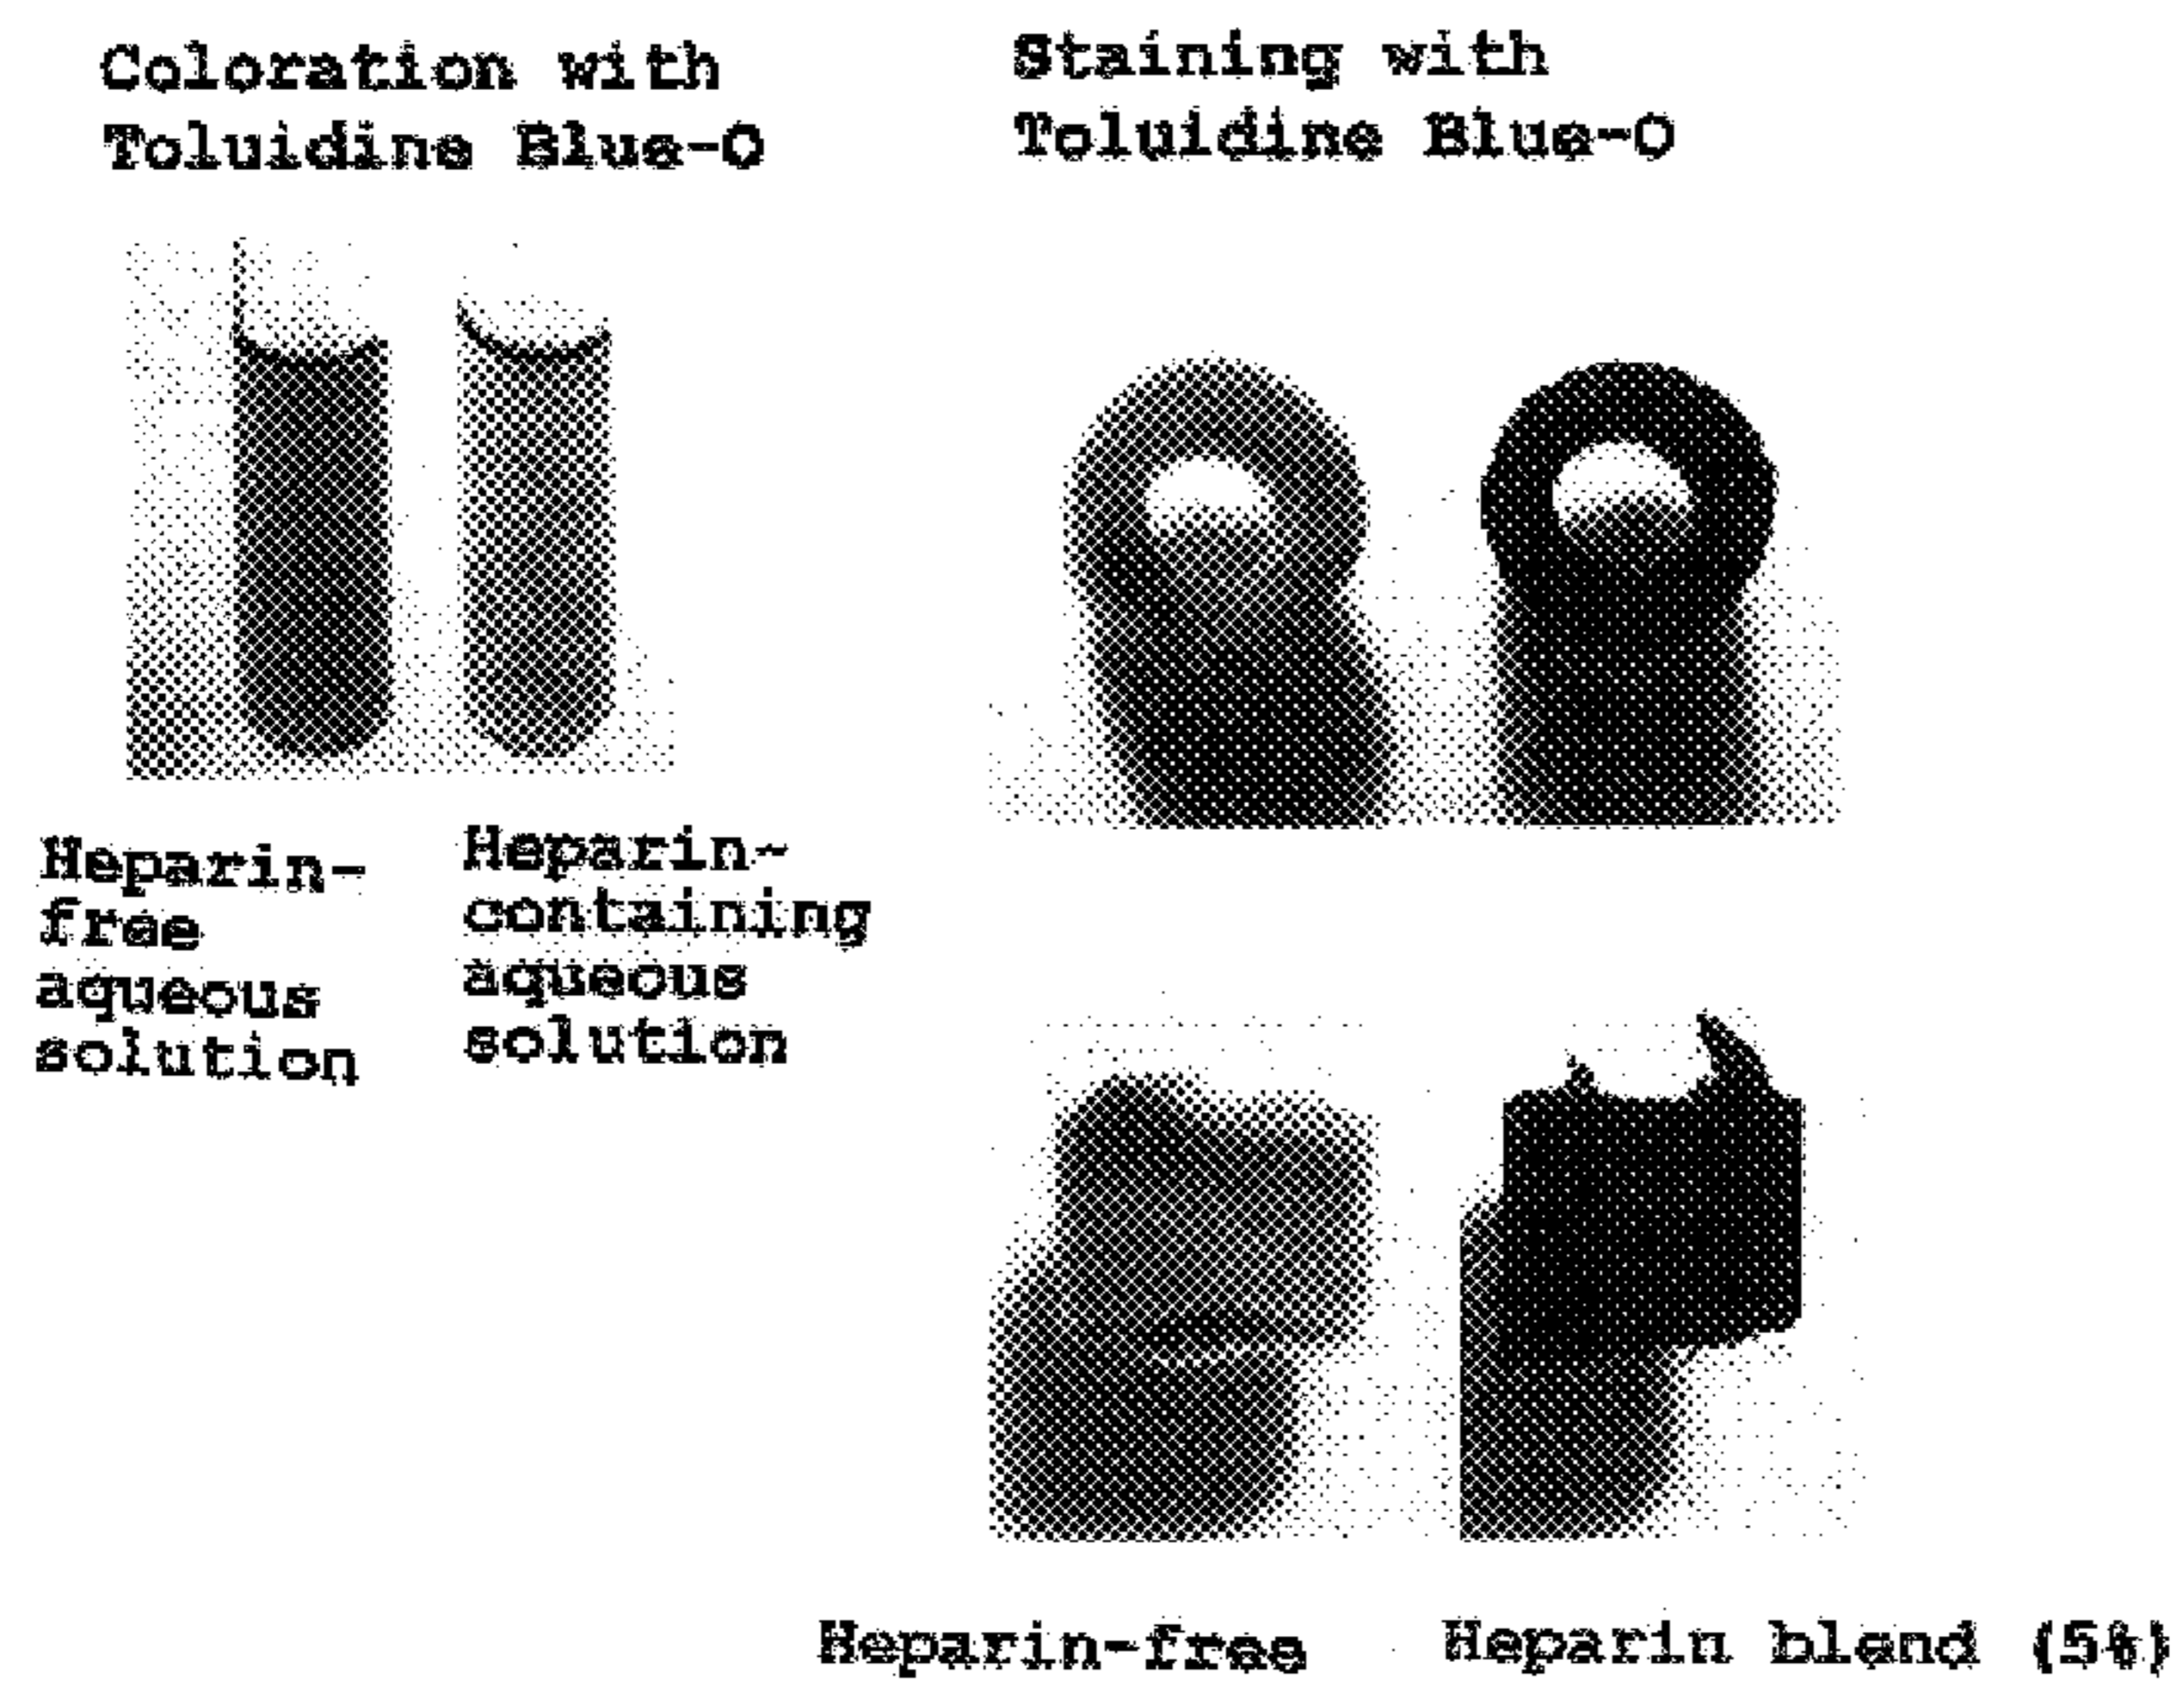 Coloration with
Toluidine Blue-O
Staining with
Toluidine Blue-O
Heparin-
free
aqueous
solution
Heparin-
containing
aqueous
solution
Heparin-free
Heparin blend (5%)